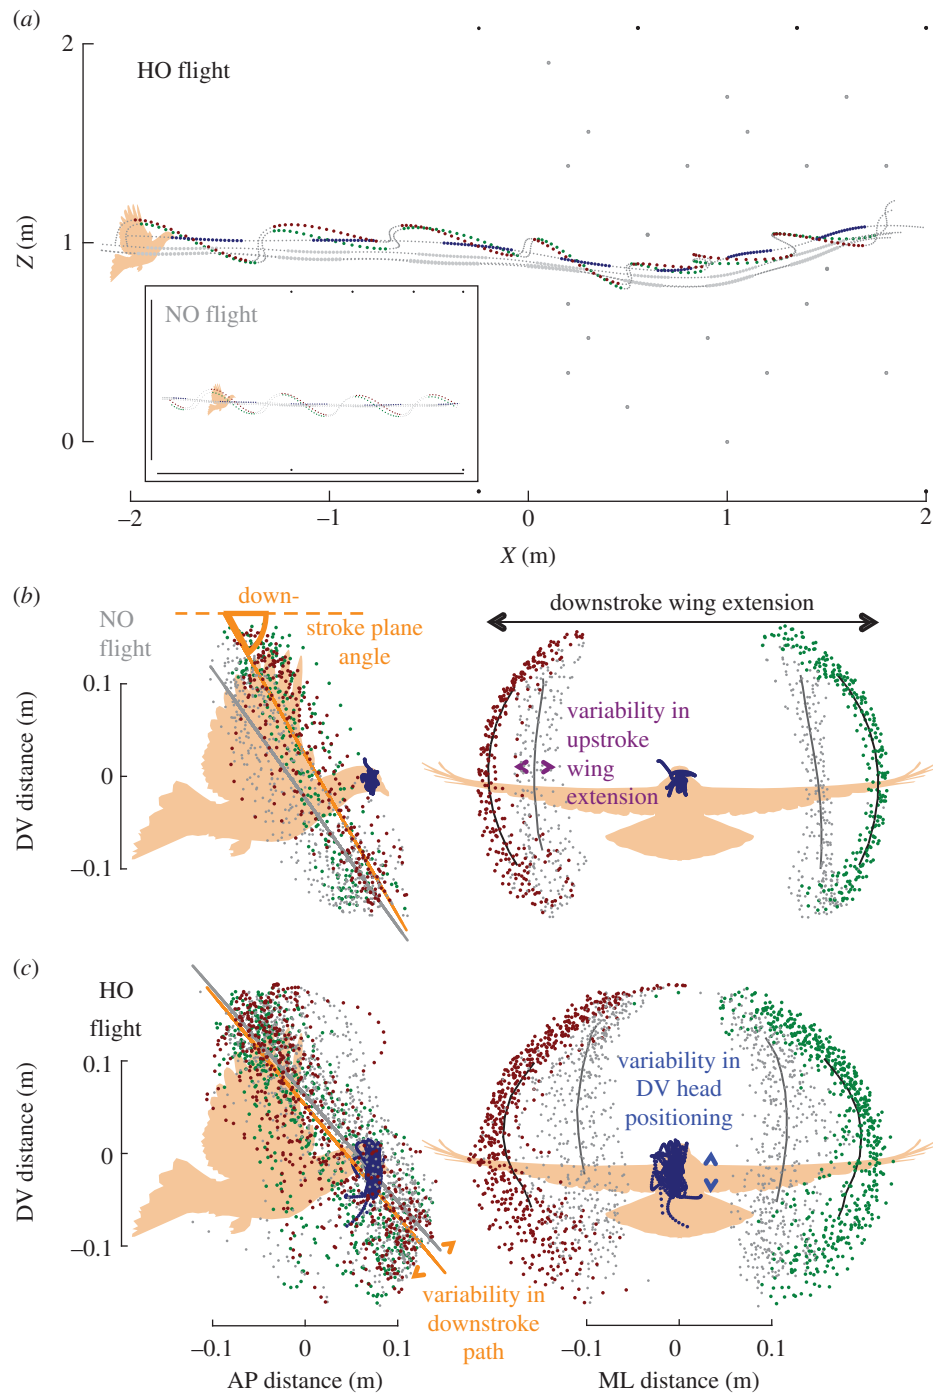 (a)
2
HO flight
Z (m)
1
NO flight
0
−2
−1
0
1
2
X (m)
(b)
down-
stroke plane
angle
NO
flight
downstroke wing extension
0.1
DV distance (m)
0
−0.1
variability in
upstroke
wing
extension
(c)
HO
flight
0.1
DV distance (m)
0
−0.1
variability in
DV head
positioning
variability in
downstroke
path
−0.1
0
0.1
AP distance (m)
−0.1
0
0.1
ML distance (m)